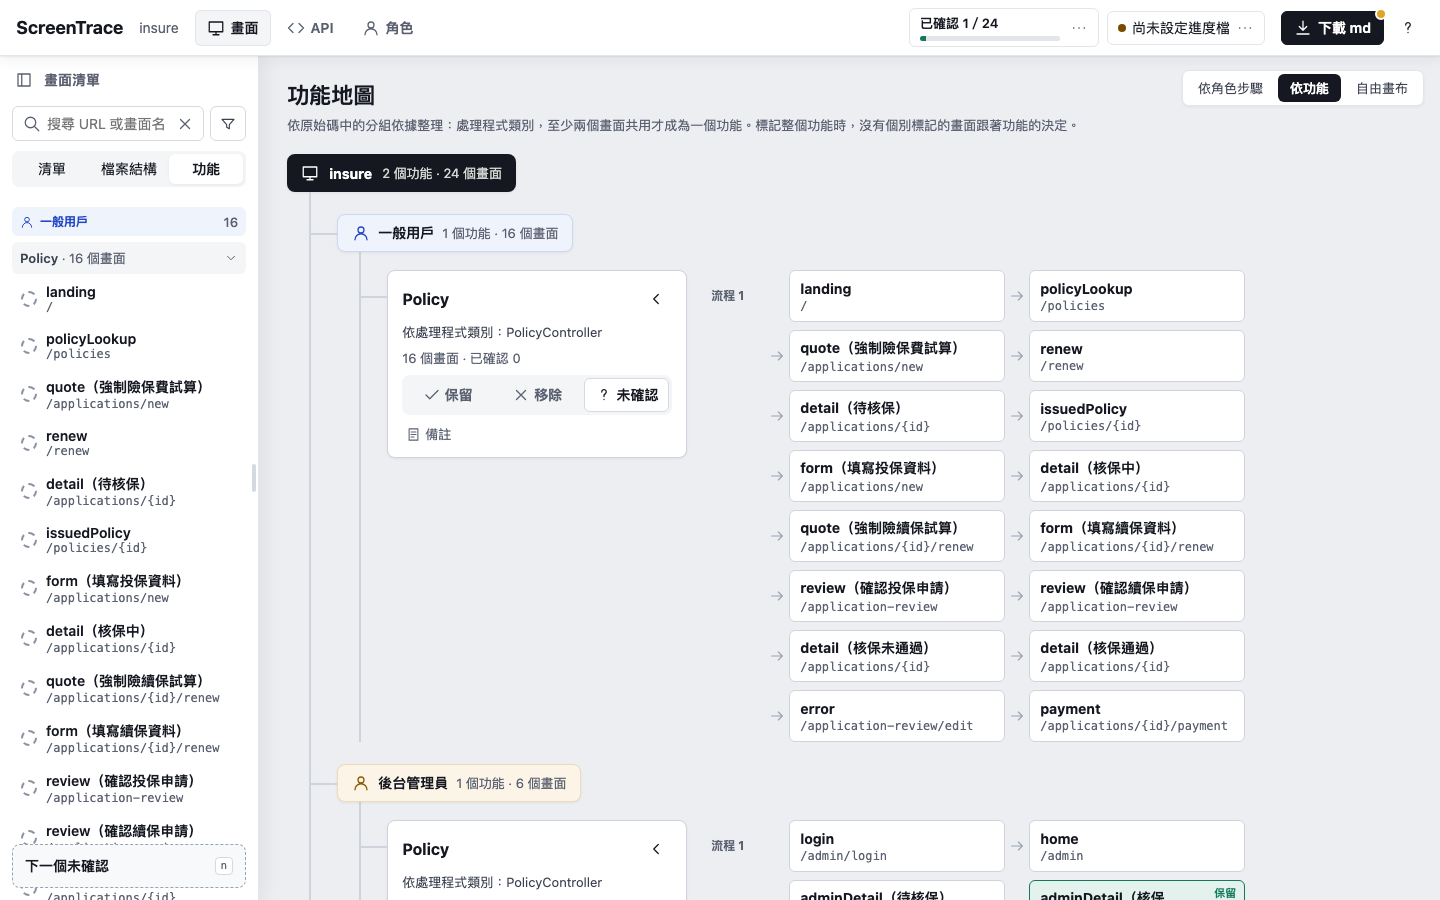 ScreenTrace insure 畫面 API 角色 已確認 1 / 24 ··· 尚未設定進度檔 ··· 下載 md ?
畫面清單
搜尋 URL 或畫面名
清單 檔案結構 功能
一般用戶 16
Policy · 16 個畫面
landing
/
policyLookup
/policies
quote（強制險保費試算）
/applications/new
renew
/renew
detail（待核保）
/applications/{id}
issuedPolicy
/policies/{id}
form（填寫投保資料）
/applications/new
detail（核保中）
/applications/{id}
quote（強制險續保試算）
/applications/{id}/renew
form（填寫續保資料）
/applications/{id}/renew
review（確認投保申請）
/application-review
review（確認續保申請）
下一個未確認 n
/applications/{id}
功能地圖
依角色步驟 依功能 自由畫布
依原始碼中的分組依據整理：處理程式類別，至少兩個畫面共用才成為一個功能。標記整個功能時，沒有個別標記的畫面跟著功能的決定。
insure 2 個功能 · 24 個畫面
一般用戶 1 個功能 · 16 個畫面
Policy
依處理程式類別：PolicyController
16 個畫面 · 已確認 0
保留 移除 ? 未確認
備註
流程 1
landing
/
policyLookup
/policies
quote（強制險保費試算）
/applications/new
renew
/renew
detail（待核保）
/applications/{id}
issuedPolicy
/policies/{id}
form（填寫投保資料）
/applications/new
detail（核保中）
/applications/{id}
quote（強制險續保試算）
/applications/{id}/renew
form（填寫續保資料）
/applications/{id}/renew
review（確認投保申請）
/application-review
review（確認續保申請）
/application-review
detail（核保未通過）
/applications/{id}
detail（核保通過）
/applications/{id}
error
/application-review/edit
payment
/applications/{id}/payment
後台管理員 1 個功能 · 6 個畫面
Policy
依處理程式類別：PolicyController
流程 1
login
/admin/login
home
/admin
adminDetail（待核保）
adminDetail（核保 保留